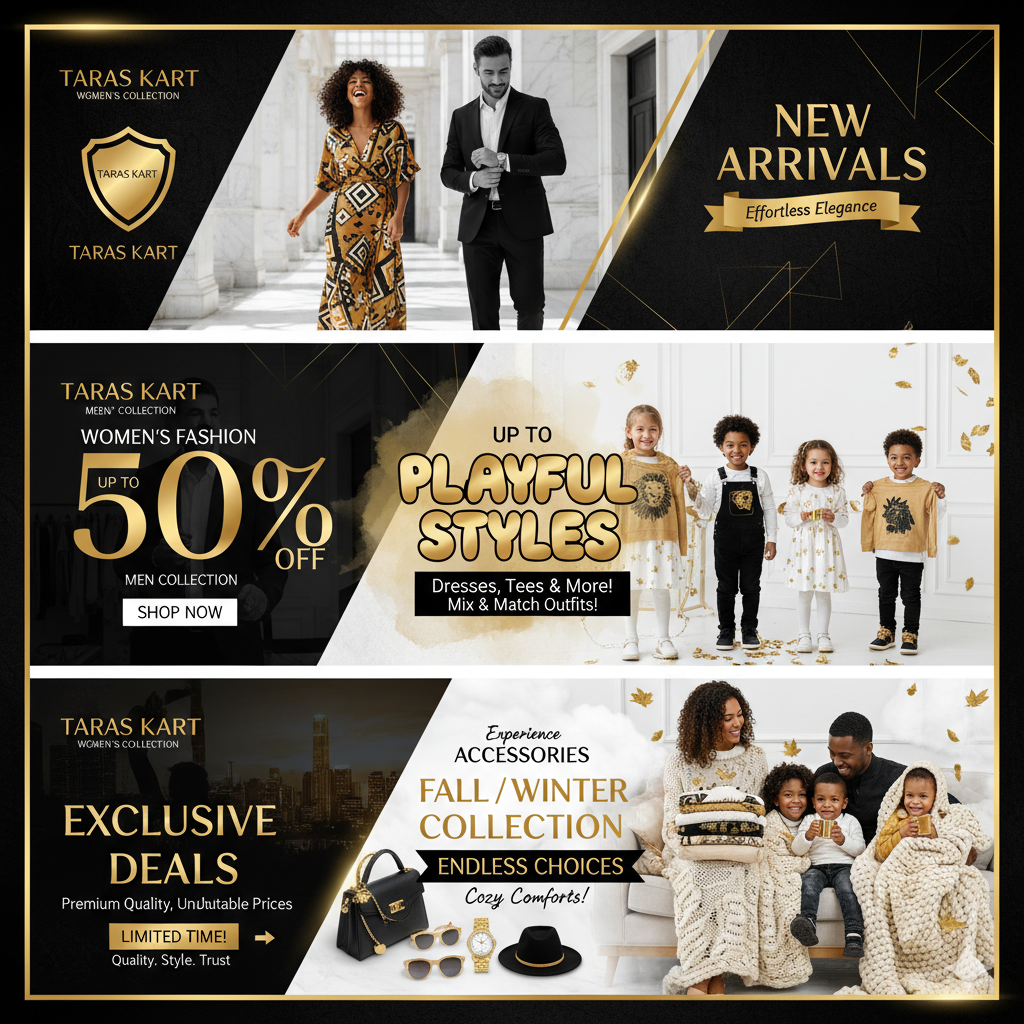 TARAS KART
WOMEN'S COLLECTION
TARAS KART
TARAS KART
NEW
ARRIVALS
Effortless Elegance
TARAS KART
MEEN' COLLECTION
WOMEN'S FASHION
UP TO
50%
OFF
MEN COLLECTION
SHOP NOW
UP TO
PLAYFUL
STYLES
Dresses, Tees & More!
Mix & Match Outfits!
TARAS KART
WOMEN'S COLLECTION
EXCLUSIVE
DEALS
Premium Quality, Prices
LIMITED TIME!
Quality. Style. Trust
Experience
ACCESSORIES
FALL / WINTER
COLLECTION
ENDLESS CHOICES
Cozy Comforts!